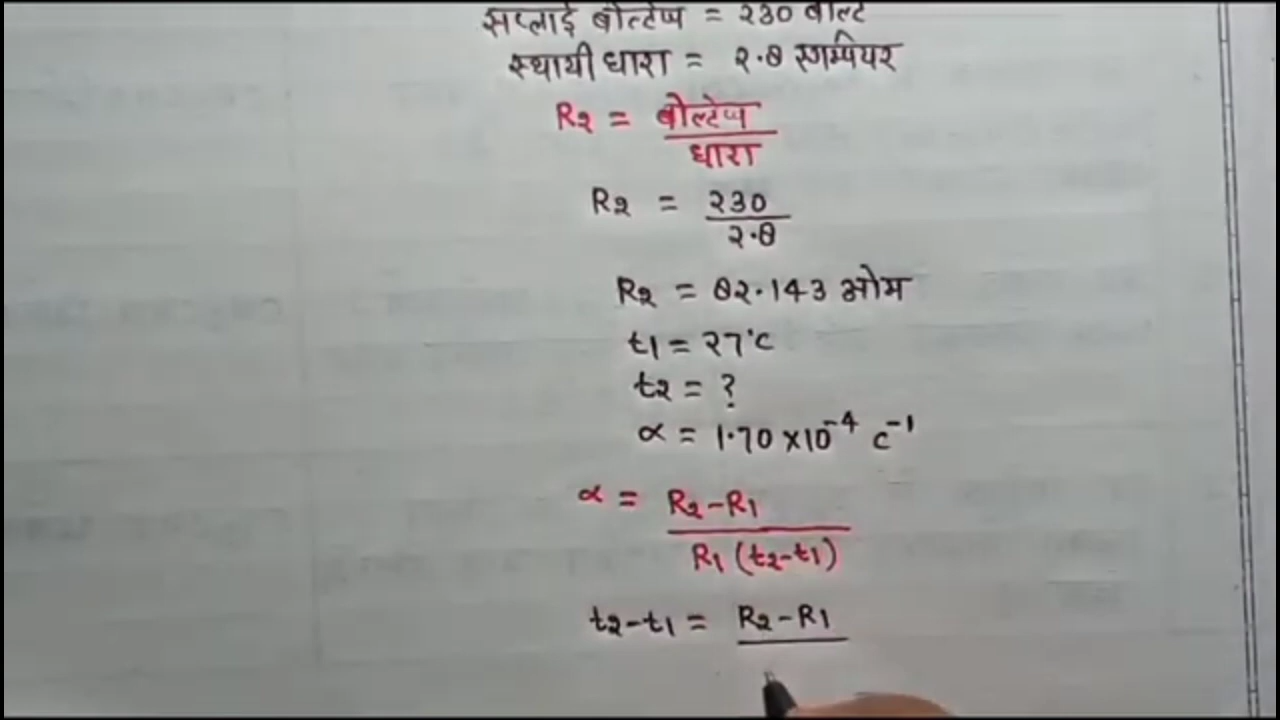 सप्लाई वोल्टेज = 230 वोल्ट
स्थायी धारा = 2.8 एम्पियर
R2 = वोल्टेज / धारा
R2 = 230 / 2.8
R2 = 82.143 ओम
t1 = 27°C
t2 = ?
α = 1.70 x10⁻⁴ c⁻¹
α = R2-R1 / R1 (t2-t1)
t2-t1 = R2-R1